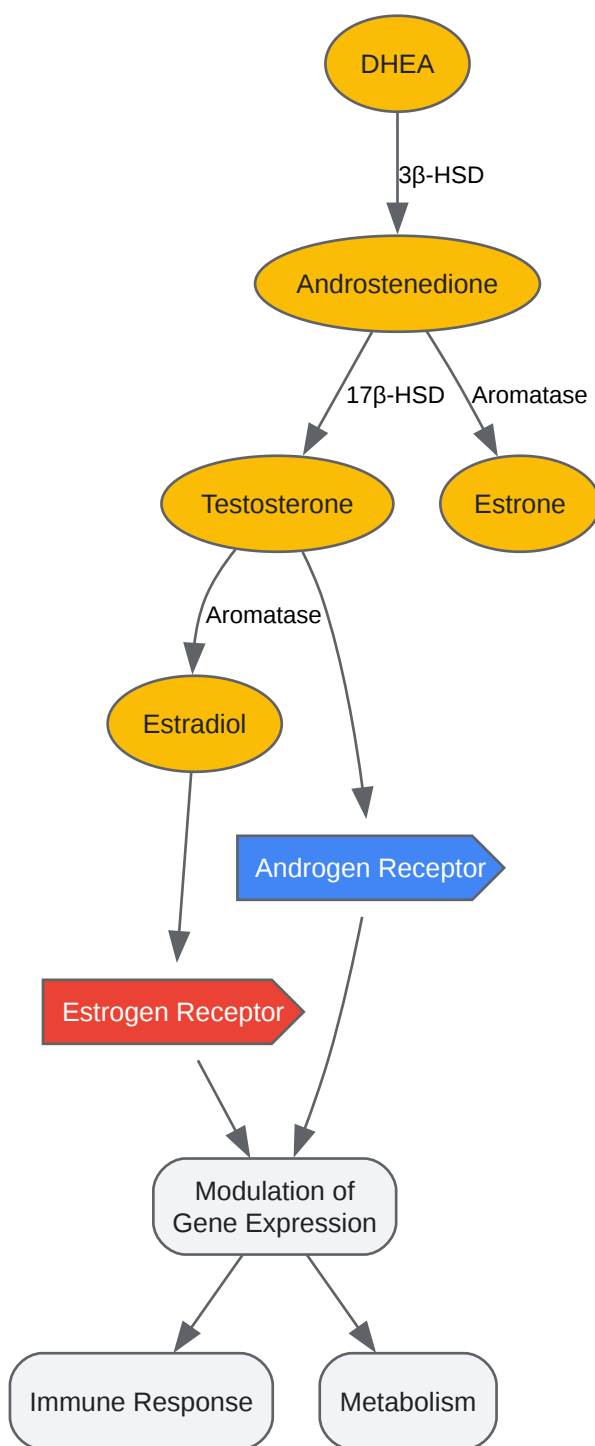 DHEA
3β-HSD
Androstenedione
17β-HSD
Aromatase
Testosterone
Estrone
Aromatase
Estradiol
Androgen Receptor
Estrogen Receptor
Modulation of
Gene Expression
Immune Response
Metabolism